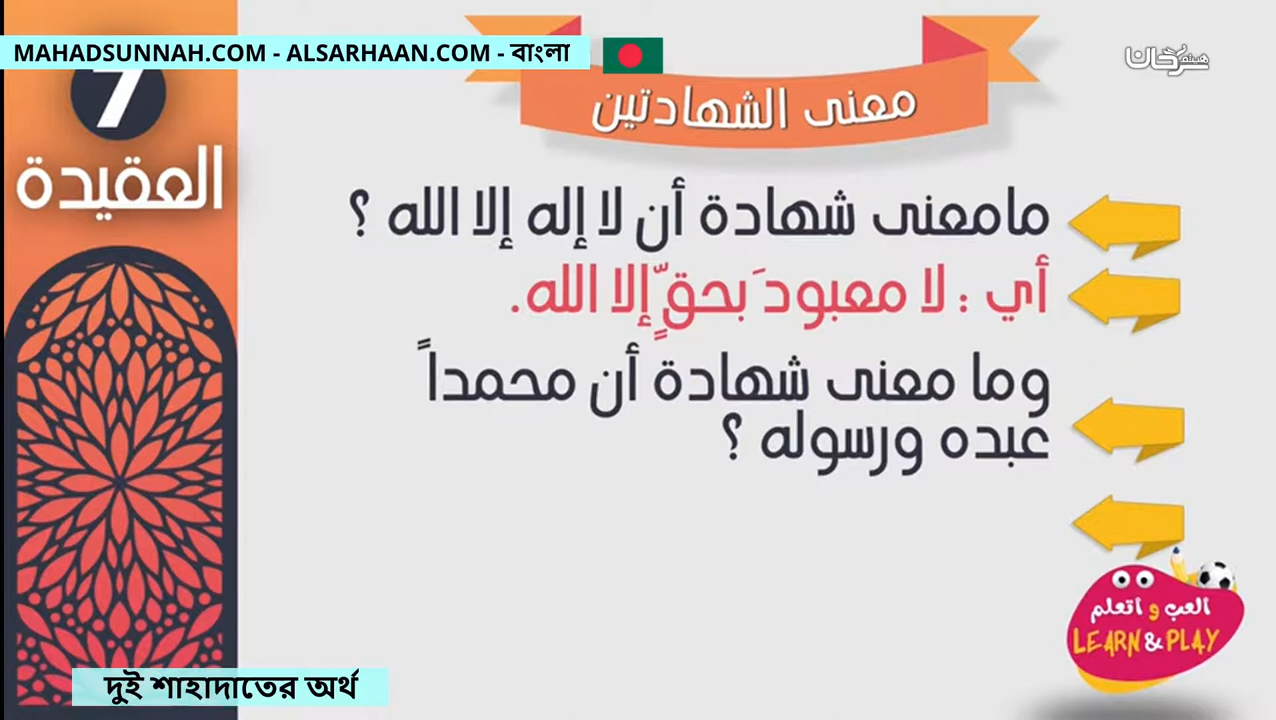 MAHADSUNNAH.COM - ALSARHAAN.COM - বাংলা
معنى الشهادتين
7
العقيدة
مامعنى شهادة أن لا إله إلا الله ؟
أي : لا معبودَ بحقٍّ إلا الله.
وما معنى شهادة أن محمداً
عبده ورسوله ؟
العب و اتعلم
LEARN & PLAY
দুই শাহাদাতের অর্থ